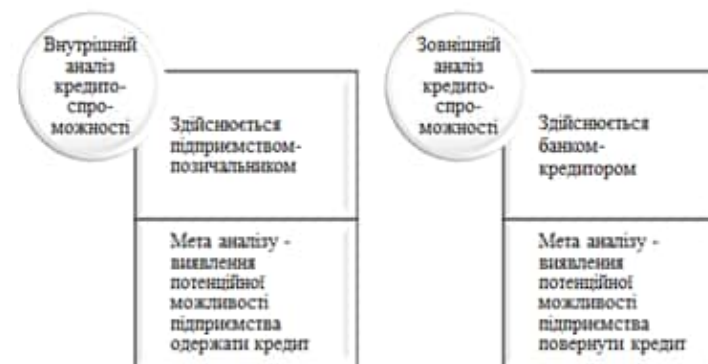 Внутрішній
аналіз
кредито-
спро-
можності
Здійснюється
підприємством-
позичальником
Мета аналізу -
виявлення
потенційної
можливості
підприємства
одержати кредит
Зовнішній
аналіз
кредито-
спро-
можності
Здійснюється
банком-
кредитором
Мета аналізу -
виявлення
потенційної
можливості
підприємства
повернути кредит